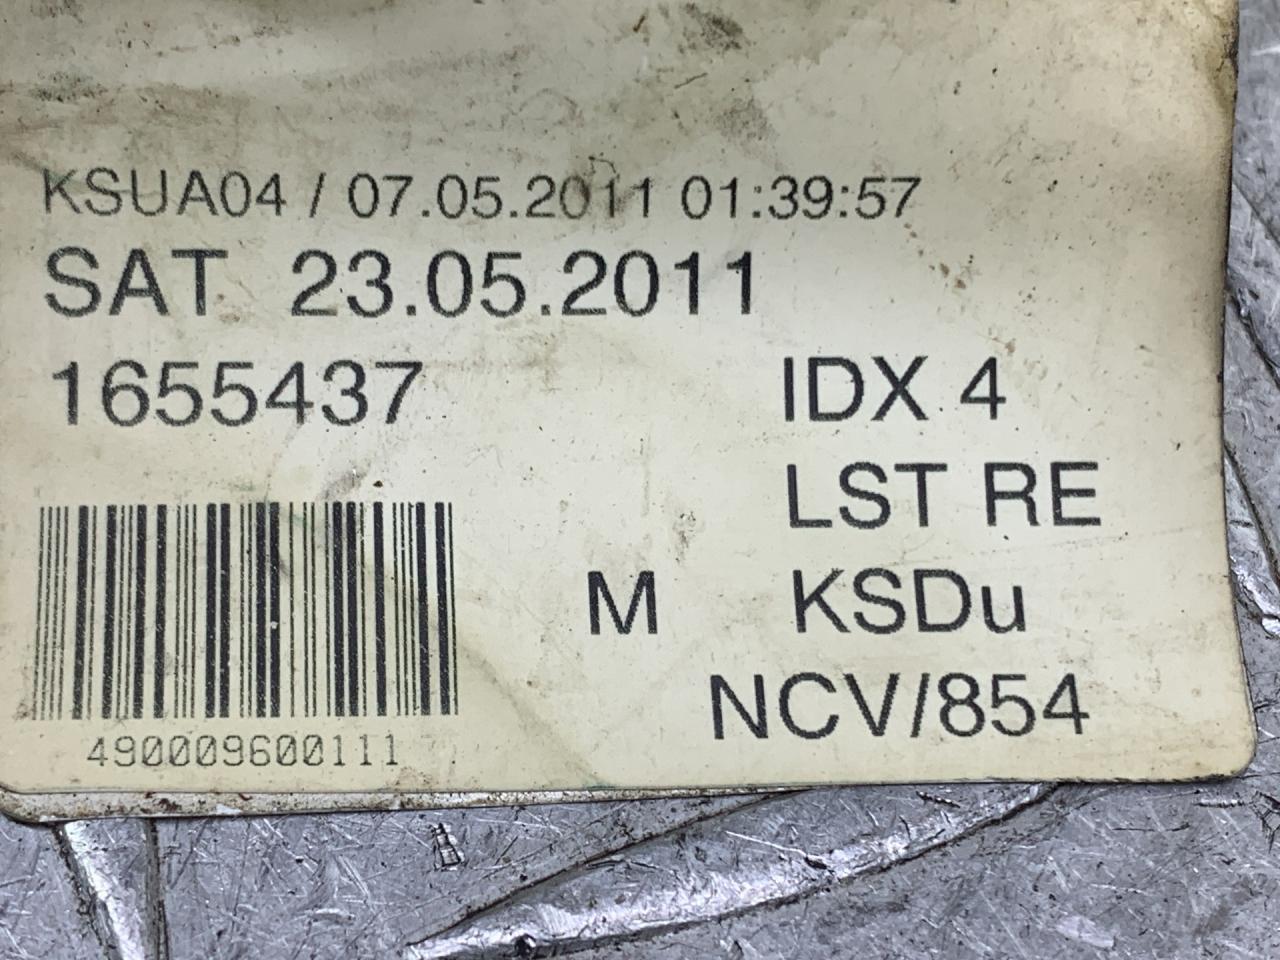 KSUA04 / 07.05.2011 01:39:57
SAT 23.05.2011
1655437 IDX 4
LST RE
M KSDu
NCV/854
490009600111